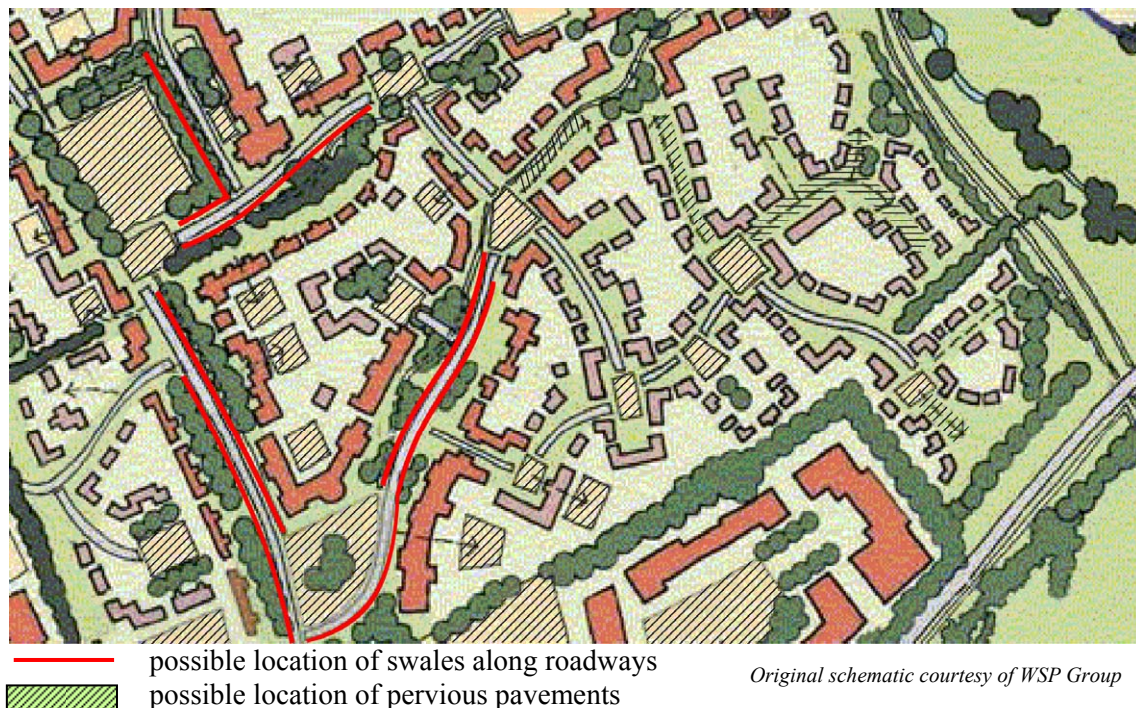 possible location of swales along roadways
possible location of pervious pavements
Original schematic courtesy of WSP Group